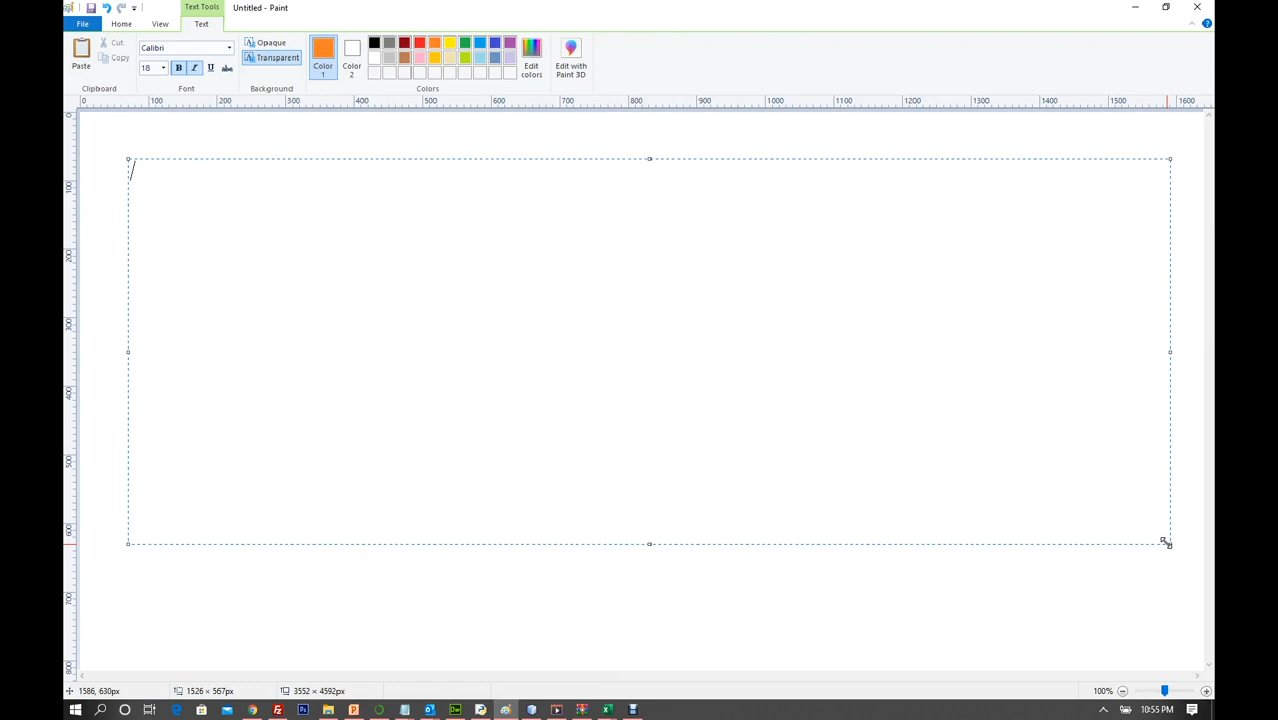 Text Tools
Untitled - Paint
File
Home
View
Text
Paste
Cut
Copy
Clipboard
Calibri
18
B
I
U
abc
Font
A
Opaque
A
Transparent
Background
Color
1
Color
2
Edit
colors
Edit with
Paint 3D
Colors
0 100 200 300 400 500 600 700 800 900 1000 1100 1200 1300 1400 1500 1600
0
100
200
300
400
500
600
700
800
1586, 630px
1526 × 567px
3552 × 4592px
100%
10:55 PM